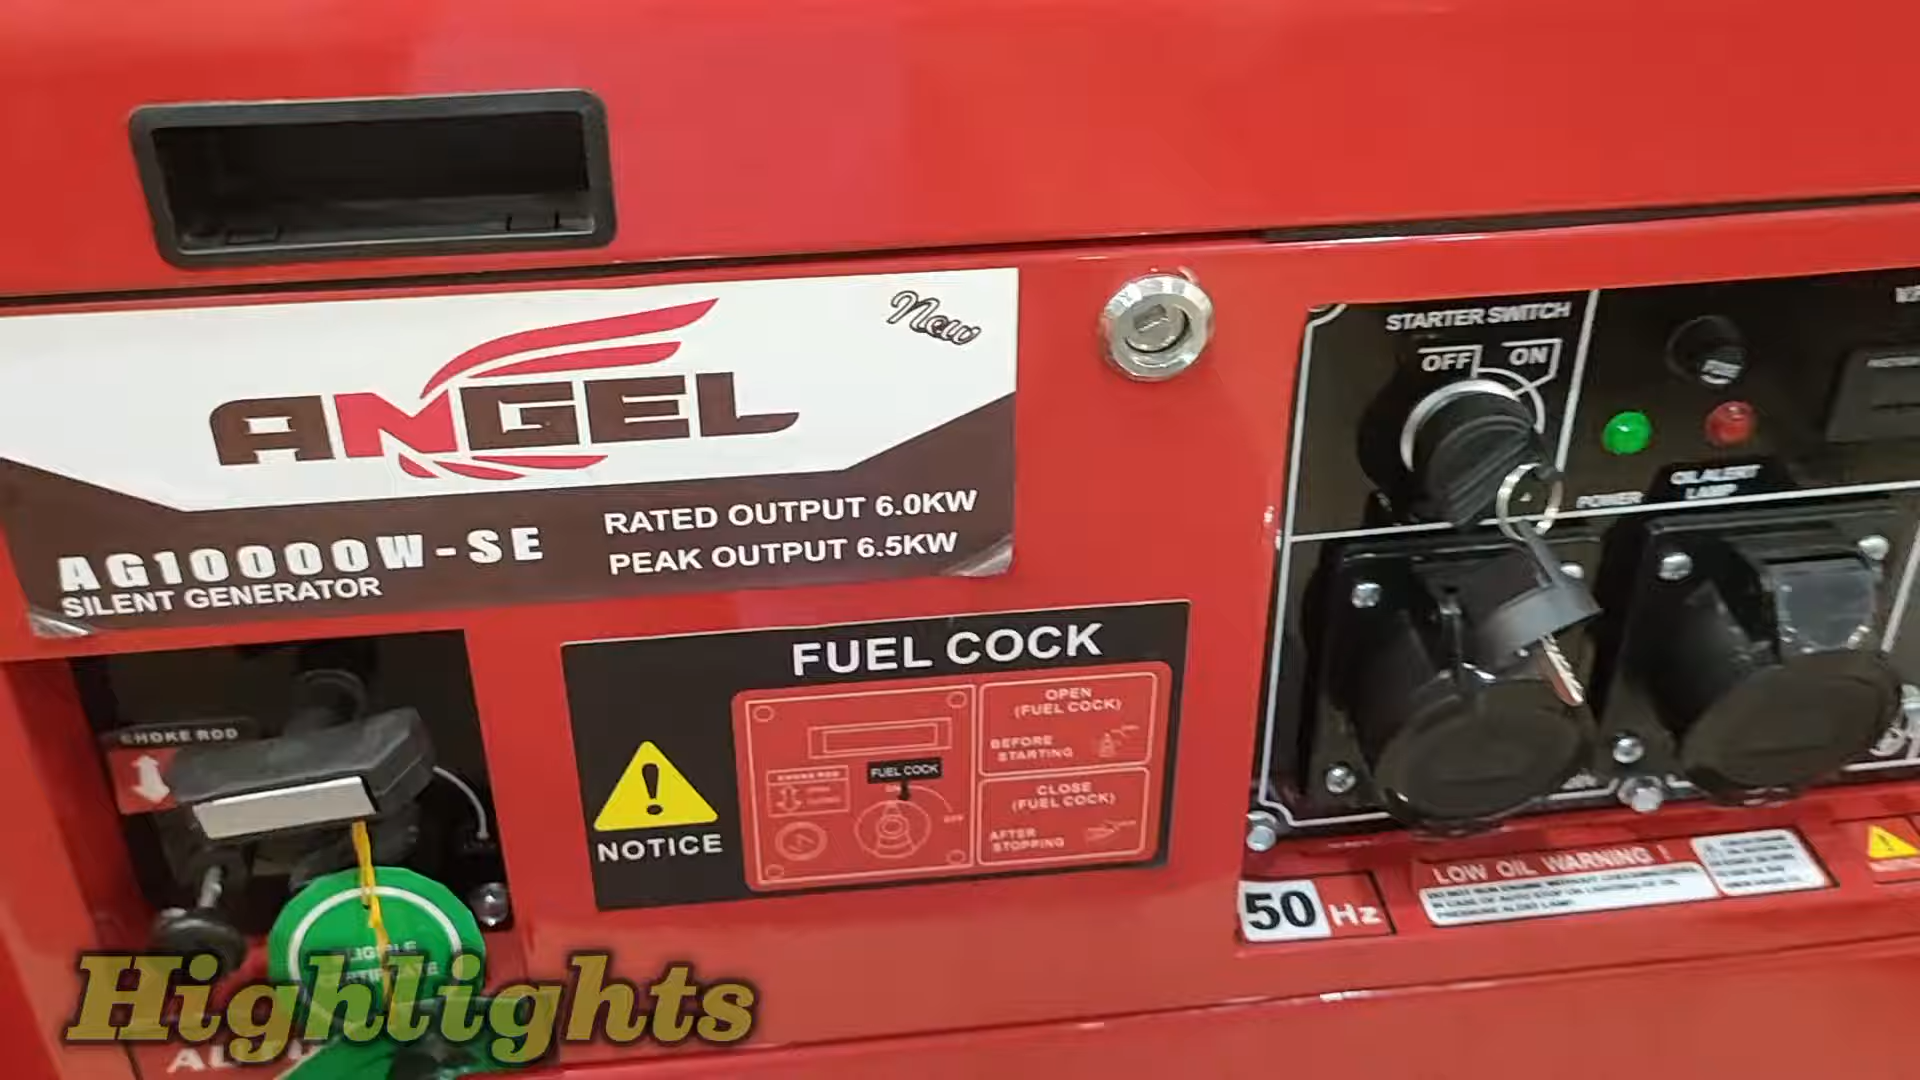 New
ANGEL
AG10000W-SE
SILENT GENERATOR
RATED OUTPUT 6.0KW
PEAK OUTPUT 6.5KW
STARTER SWITCH
OFF ON
POWER
OIL ALERT
LAMP
FUEL COCK
NOTICE
FUEL COCK
OPEN
(FUEL COCK)
BEFORE
STARTING
CLOSE
(FUEL COCK)
AFTER
STOPPING
CHOKE ROD
50 Hz
LOW OIL WARNING !
Highlights